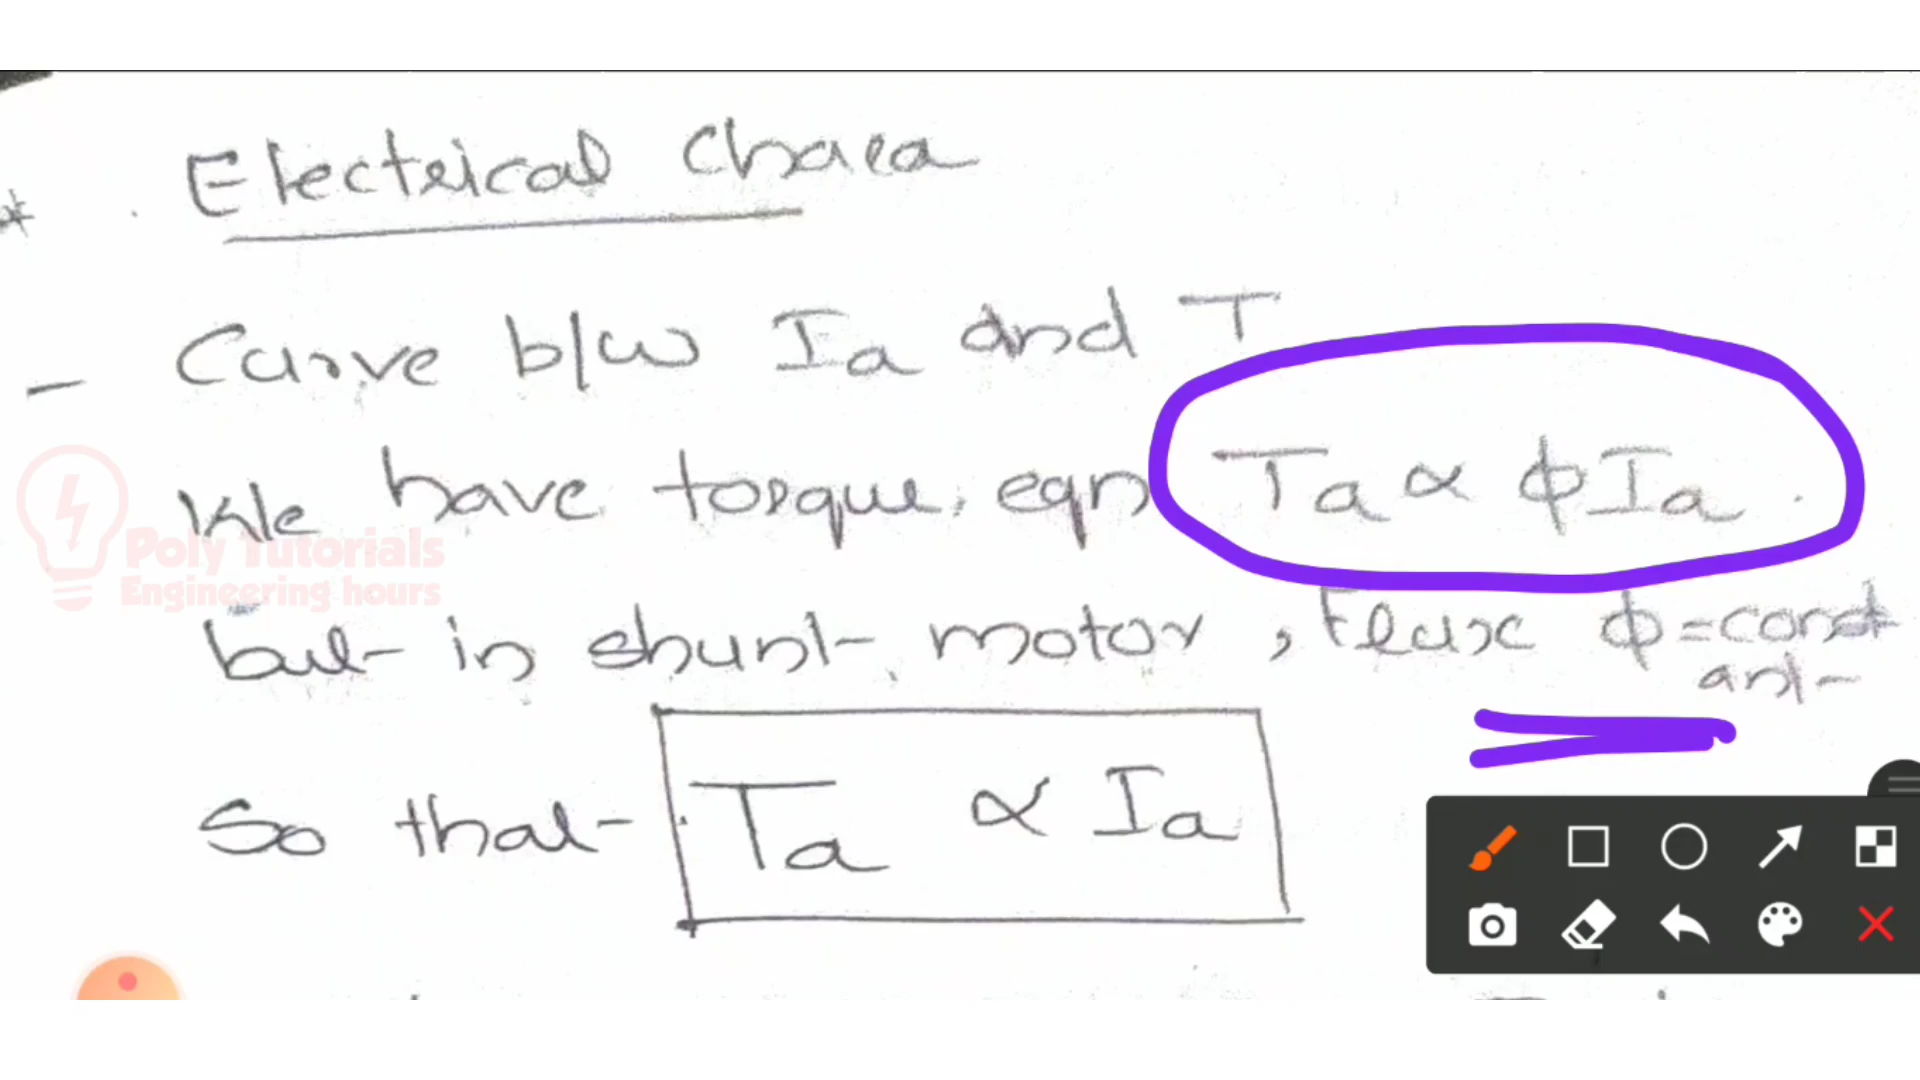 * Electrical Chara
- Curve b/w Ia and T
We have torque eqn Ta ∝ ϕIa.
but in shunt motor, Flux ϕ = const
ant
So that Ta ∝ Ia
Poly Tutorials
Engineering hours